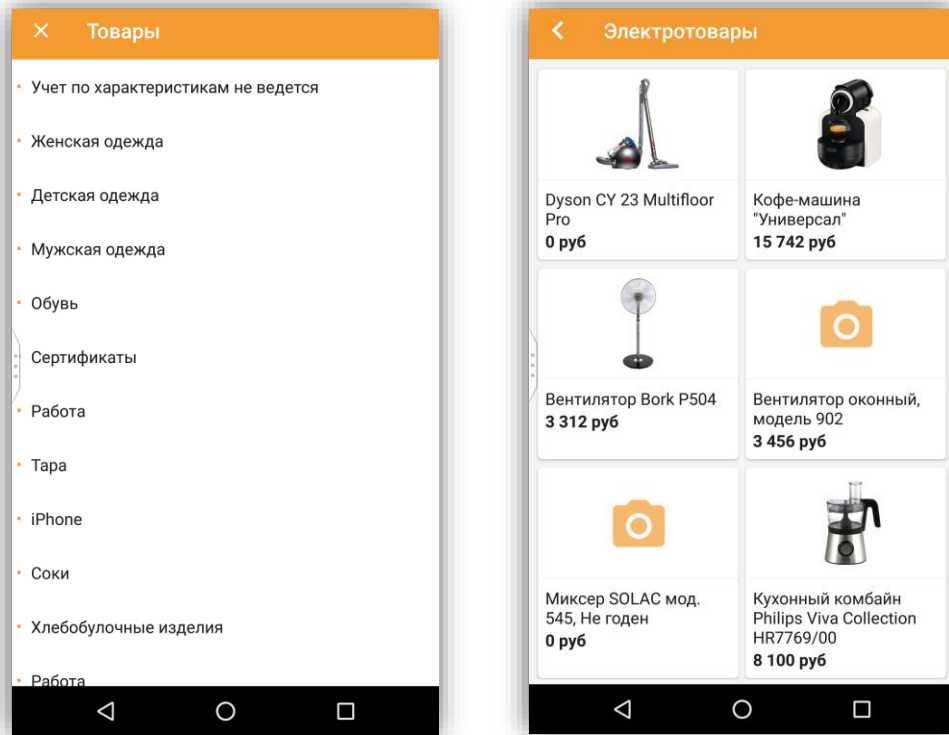 Товары
Учет по характеристикам не ведется
Женская одежда
Детская одежда
Мужская одежда
Обувь
Сертификаты
Работа
Тара
iPhone
Соки
Хлебобулочные изделия
Работа
Электротовары
Dyson CY 23 Multifloor
Pro
0 руб
Кофе-машина
"Универсал"
15 742 руб
Вентилятор Bork P504
3 312 руб
Вентилятор оконный,
модель 902
3 456 руб
Миксер SOLAC мод.
545, Не годен
0 руб
Кухонный комбайн
Philips Viva Collection
HR7769/00
8 100 руб